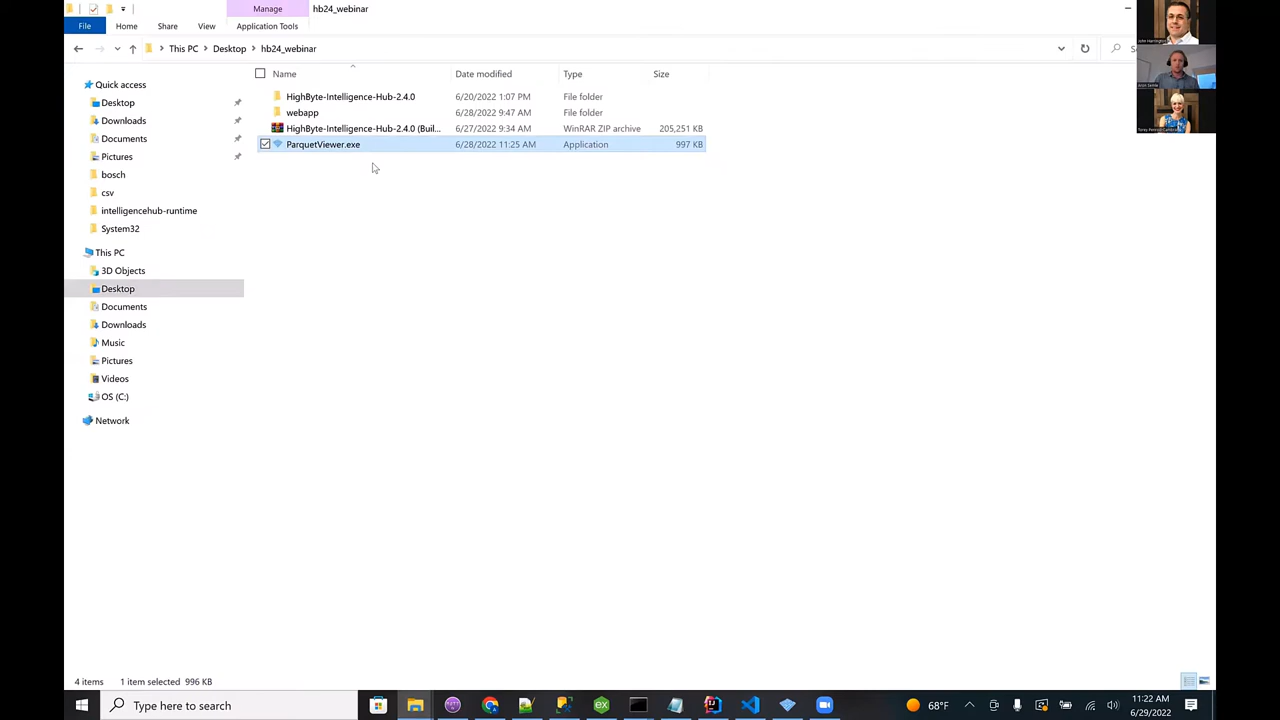 Manage
hb24_webinar
File
Home
Share
View
Application Tools
This PC
Desktop
hb24_webinar
Name
Date modified
Type
Size
HighByte-Intelligence-Hub-2.4.0
6/20/2022 1:07 PM
File folder
webapp
6/28/2022 9:47 AM
File folder
HighByte-Intelligence-Hub-2.4.0 (Buil...
6/27/2022 9:34 AM
WinRAR ZIP archive
205,251 KB
ParquetViewer.exe
6/28/2022 11:25 AM
Application
997 KB
Quick access
Desktop
Downloads
Documents
Pictures
bosch
csv
intelligencehub-runtime
System32
This PC
3D Objects
Desktop
Documents
Downloads
Music
Pictures
Videos
OS (C:)
Network
4 items
1 item selected
996 KB
Type here to search
68°F
11:22 AM
6/29/2022